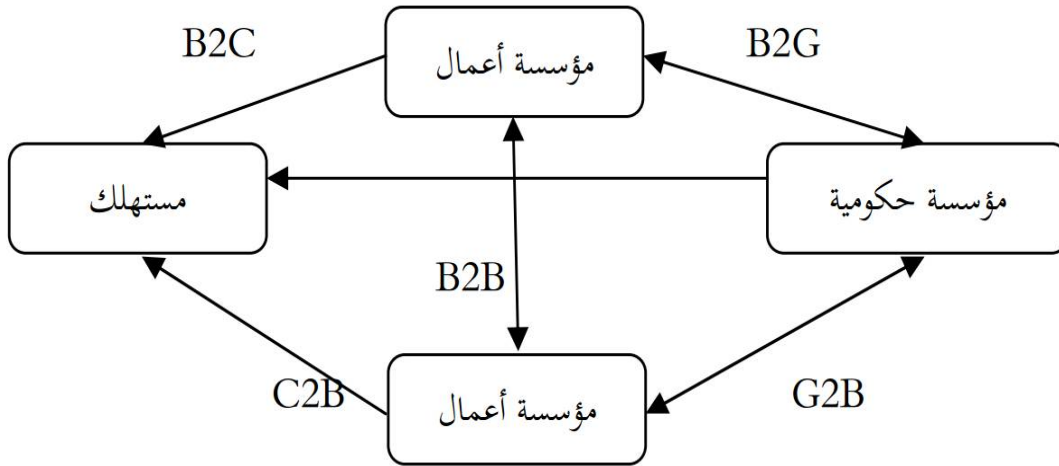 B2C
مؤسسة أعمال
B2G
مستهلك
مؤسسة حكومية
B2B
C2B
مؤسسة أعمال
G2B